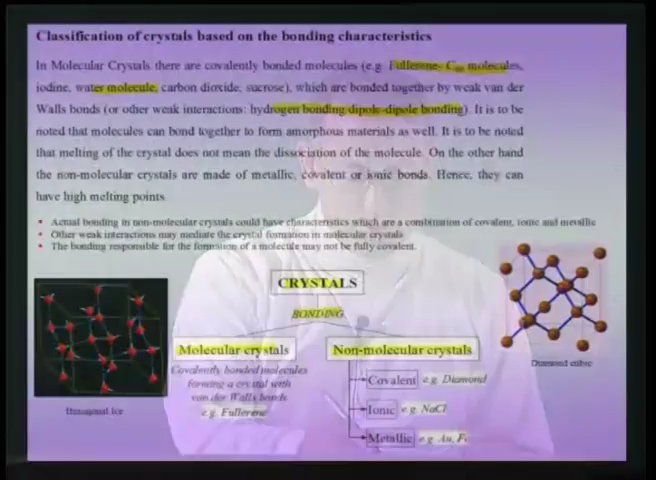 Classification of crystals based on the bonding characteristics
In Molecular Crystals there are covalently bonded molecules (e.g. Fullerene- C60 molecules,
iodine, water molecule, carbon dioxide, sucrose), which are bonded together by weak van der
Walls bonds (or other weak interactions: hydrogen bonding/dipole-dipole bonding). It is to be
noted that molecules can bond together to form amorphous materials as well. It is to be noted
that melting of the crystal does not mean the dissociation of the molecule. On the other hand
the non-molecular crystals are made of metallic, covalent or ionic bonds. Hence, they can
have high melting points.
Actual bonding in non-molecular crystals could have characteristics which are a combination of covalent, ionic and metallic
Other weak interactions may mediate the crystal formation in molecular crystals
The bonding responsible for the formation of a molecule may not be fully covalent.
CRYSTALS
BONDING
Molecular crystals
Covalently bonded molecules
forming a crystal with
van der Walls bonds
e.g. Fullerene
Non-molecular crystals
Covalent e.g. Diamond
Ionic e.g. NaCl
Metallic e.g. Au, Fe
Hexagonal Ice
Diamond cubic